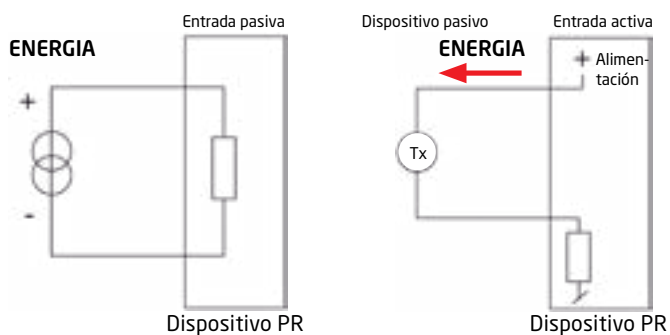 Entrada pasiva
ENERGIA
+
-
Dispositivo PR
Dispositivo pasivo
Entrada activa
ENERGIA
+ Alimen-
tación
Tx
Dispositivo PR